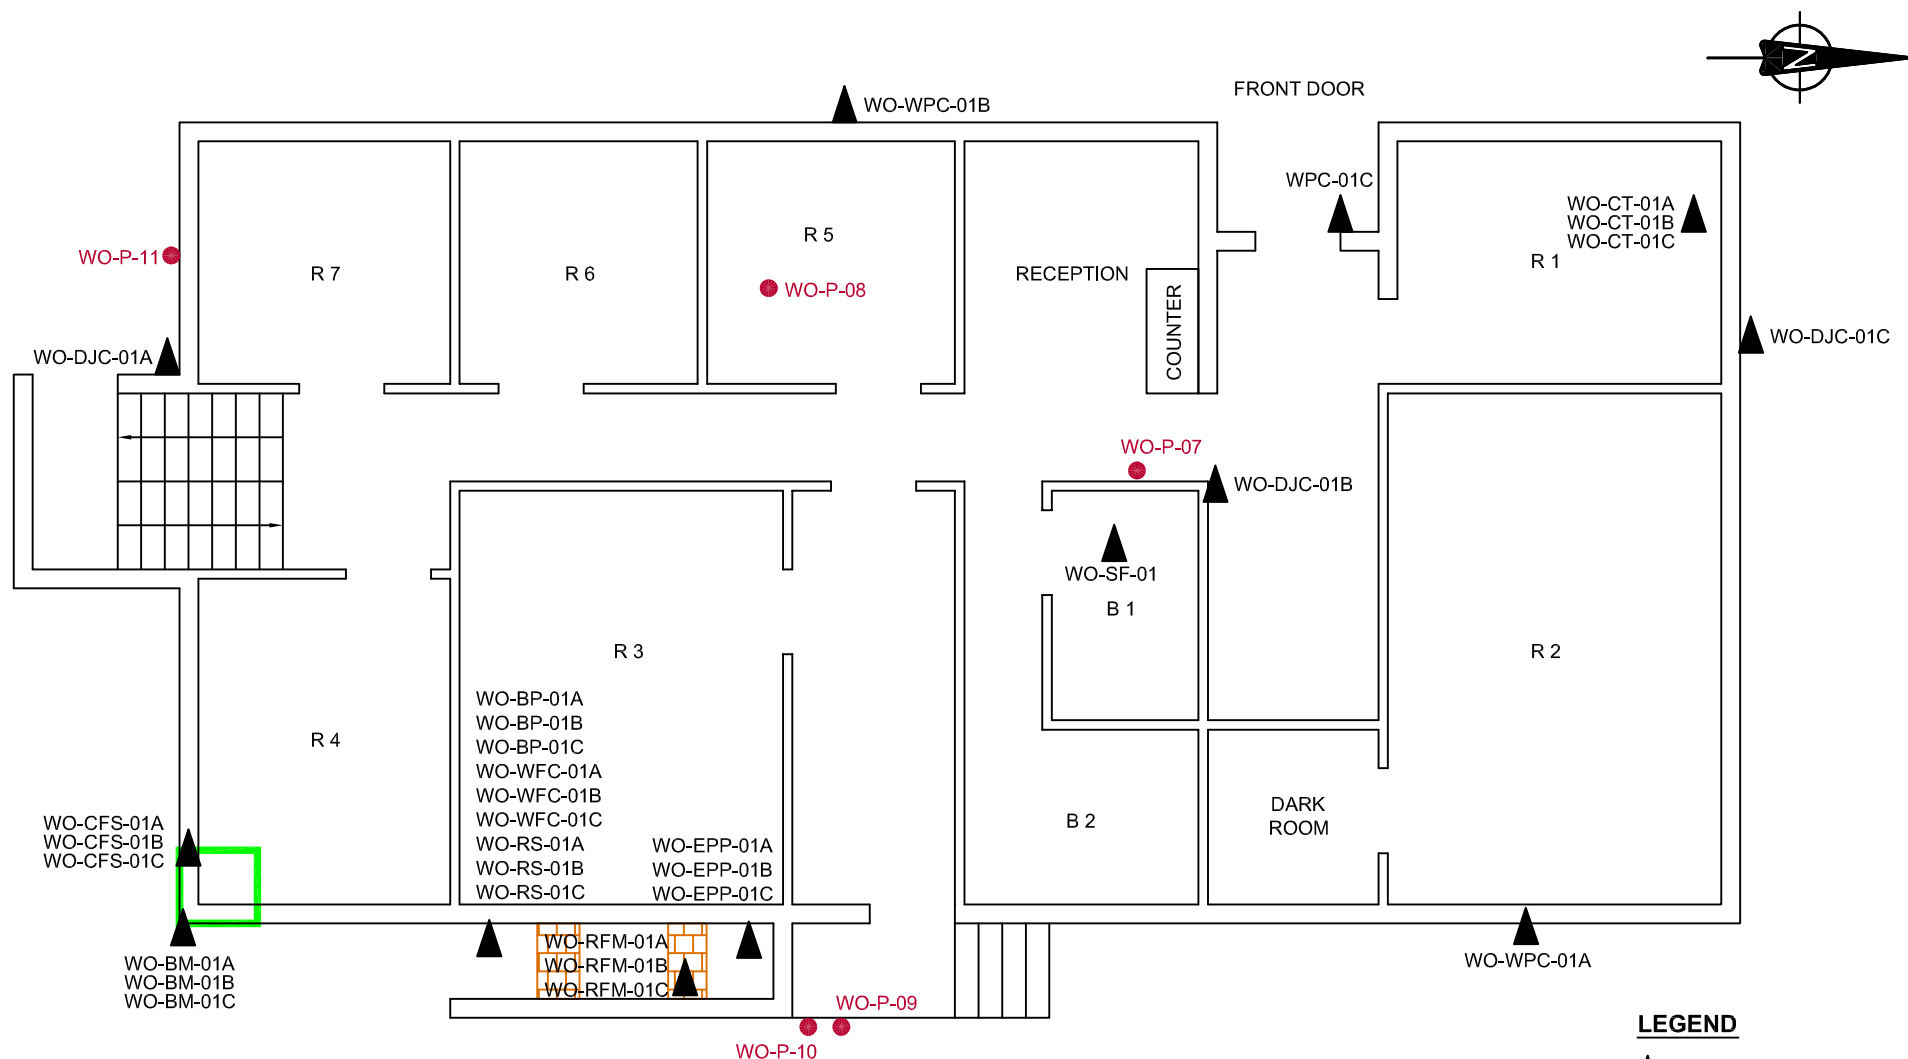 N
FRONT DOOR
WO-WPC-01B
WPC-01C
WO-CT-01A
WO-CT-01B
WO-CT-01C
R 1
R 5
WO-P-11
R 7
R 6
RECEPTION
WO-P-08
COUNTER
WO-DJC-01A
WO-DJC-01C
WO-P-07
WO-DJC-01B
WO-SF-01
B 1
R 3
R 2
WO-BP-01A
WO-BP-01B
WO-BP-01C
WO-WFC-01A
WO-WFC-01B
WO-WFC-01C
WO-RS-01A
WO-RS-01B
WO-RS-01C
R 4
WO-EPP-01A
WO-EPP-01B
WO-EPP-01C
B 2
DARK
ROOM
WO-CFS-01A
WO-CFS-01B
WO-CFS-01C
WO-RFM-01A
WO-RFM-01B
WO-RFM-01C
WO-BM-01A
WO-BM-01B
WO-BM-01C
WO-WPC-01A
WO-P-09
WO-P-10
LEGEND